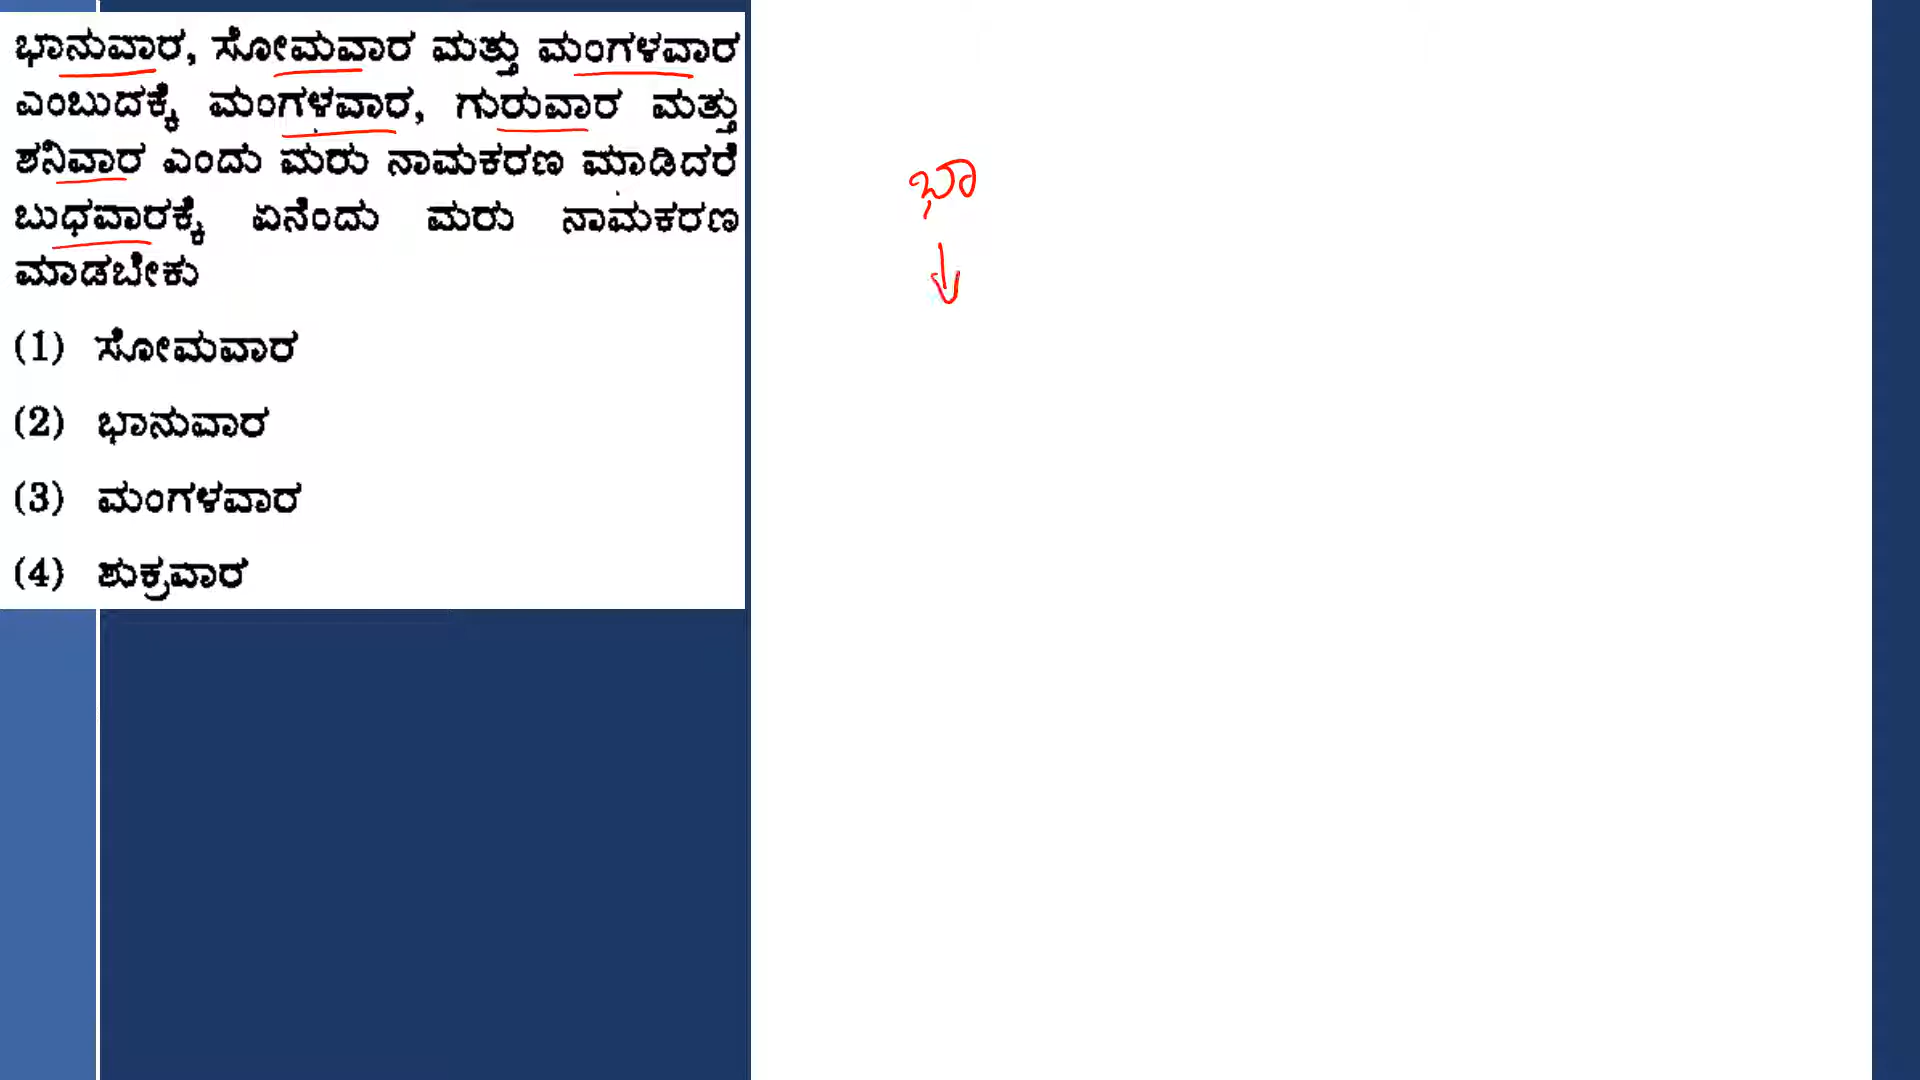 ಭಾನುವಾರ, ಸೋಮವಾರ ಮತ್ತು ಮಂಗಳವಾರ
ಎಂಬುದಕ್ಕೆ ಮಂಗಳವಾರ, ಗುರುವಾರ ಮತ್ತು
ಶನಿವಾರ ಎಂದು ಮರು ನಾಮಕರಣ ಮಾಡಿದರೆ
ಬುಧವಾರಕ್ಕೆ ಏನೆಂದು ಮರು ನಾಮಕರಣ
ಮಾಡಬೇಕು
(1) ಸೋಮವಾರ
(2) ಭಾನುವಾರ
(3) ಮಂಗಳವಾರ
(4) ಶುಕ್ರವಾರ
ಭಾ